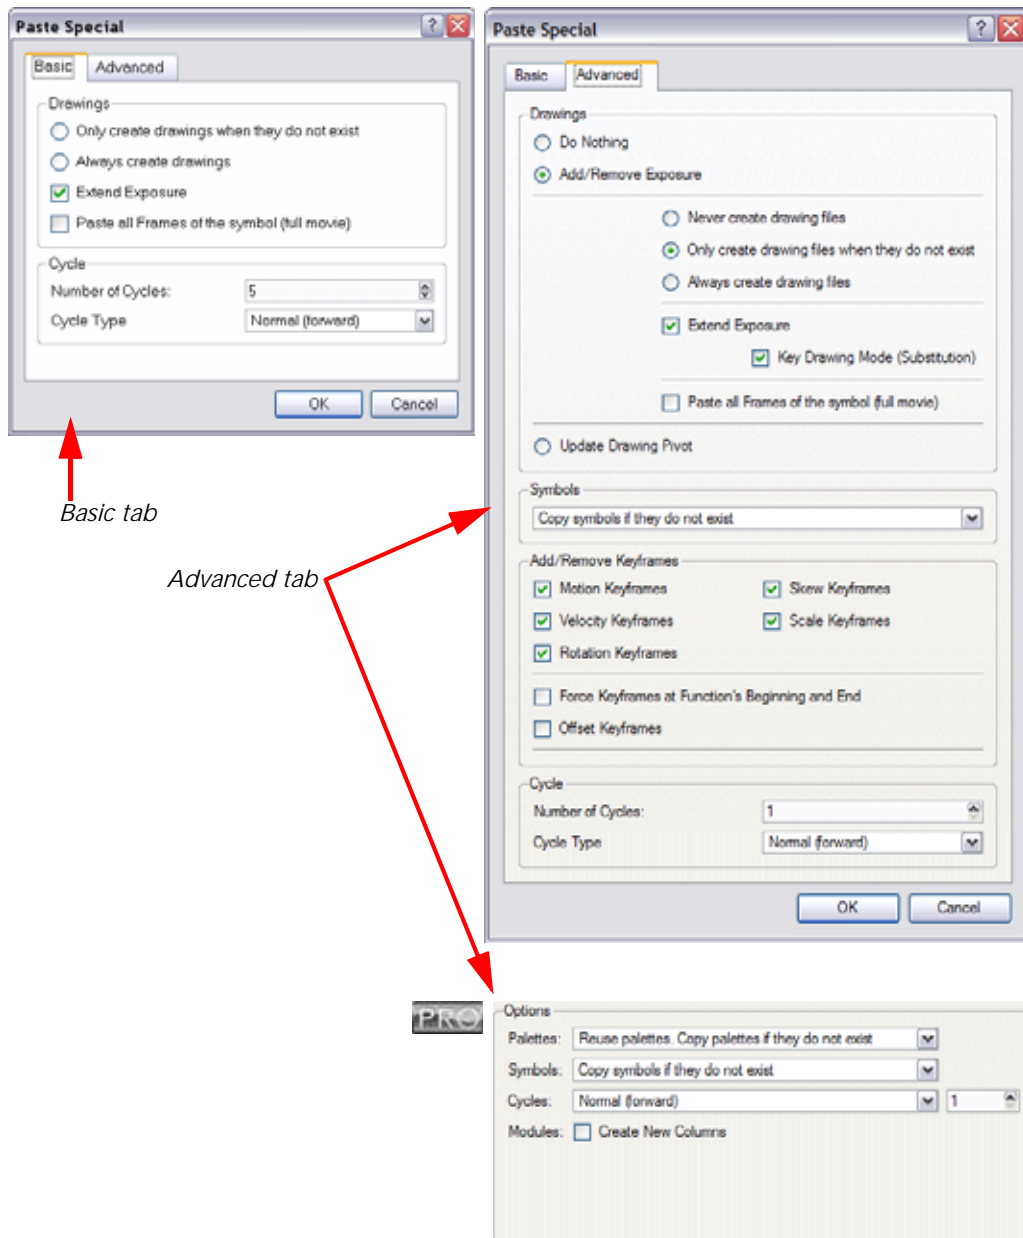 Paste Special
Basic
Advanced
Drawings
Only create drawings when they do not exist
Always create drawings
Extend Exposure
Paste all Frames of the symbol (full movie)
Cycle
Number of Cycles:
5
Cycle Type
Normal (forward)
OK
Cancel
Basic tab
Advanced tab
Paste Special
Basic
Advanced
Drawings
Do Nothing
Add/Remove Exposure
Never create drawing files
Only create drawing files when they do not exist
Always create drawing files
Extend Exposure
Key Drawing Mode (Substitution)
Paste all Frames of the symbol (full movie)
Update Drawing Pivot
Symbols
Copy symbols if they do not exist
Add/Remove Keyframes
Motion Keyframes
Skew Keyframes
Velocity Keyframes
Scale Keyframes
Rotation Keyframes
Force Keyframes at Function's Beginning and End
Offset Keyframes
Cycle
Number of Cycles:
1
Cycle Type
Normal (forward)
OK
Cancel
PRO
Options
Palettes:
Reuse palettes. Copy palettes if they do not exist
Symbols:
Copy symbols if they do not exist
Cycles:
Normal (forward)
1
Modules:
Create New Columns